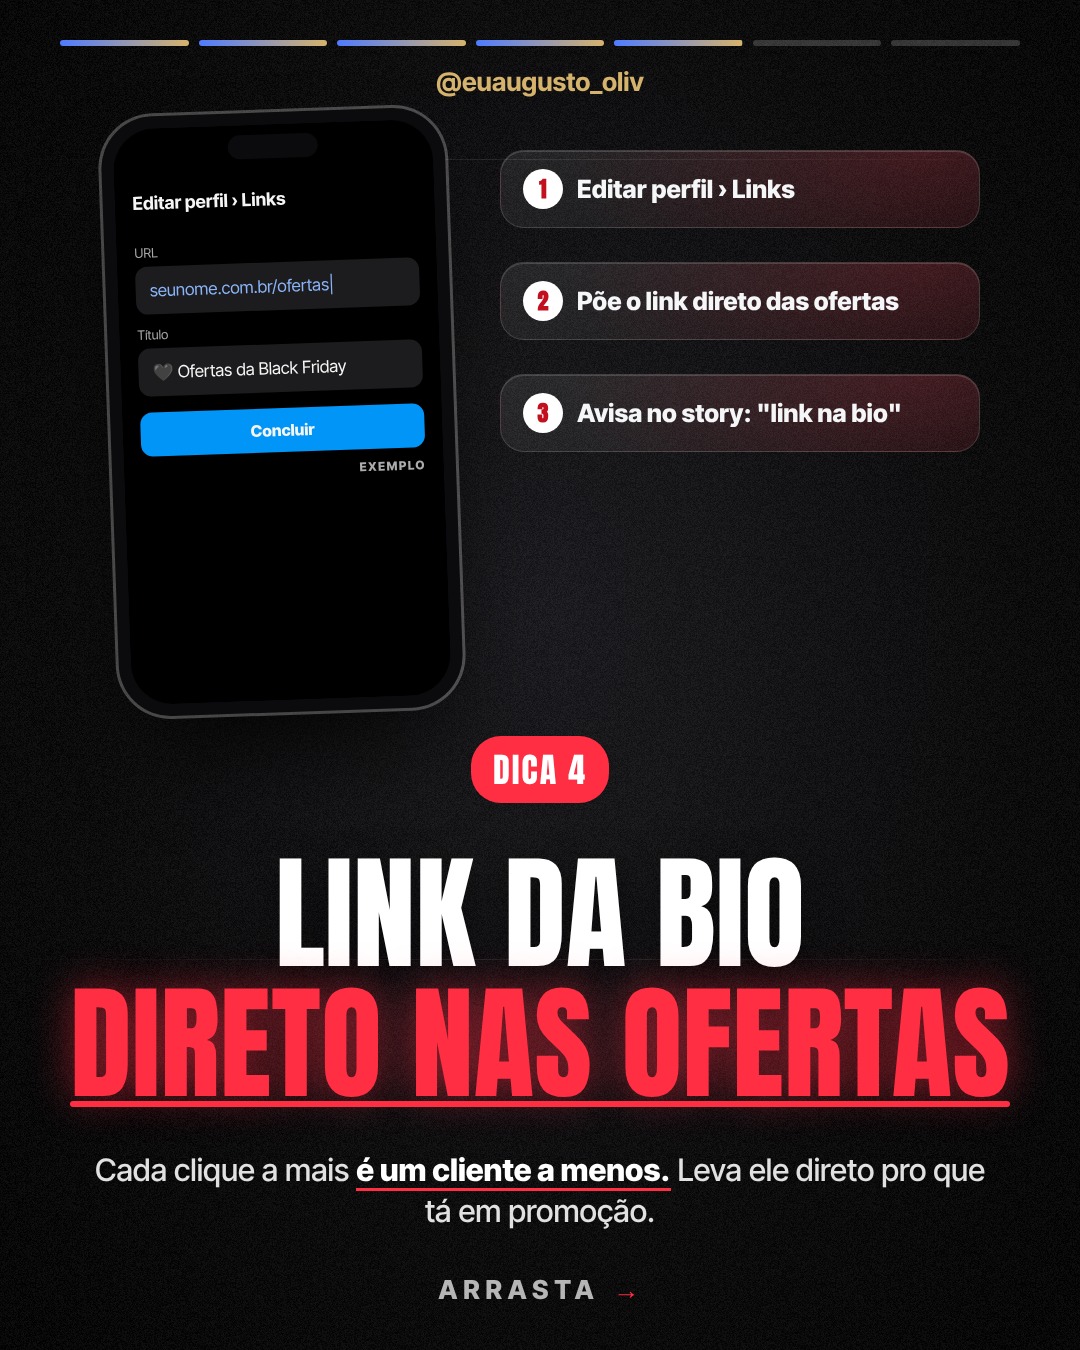 @euaugusto_oliv
Editar perfil › Links
URL
seunome.com.br/ofertas
Título
🖤 Ofertas da Black Friday
Concluir
EXEMPLO
1 Editar perfil › Links
2 Põe o link direto das ofertas
3 Avisa no story: "link na bio"
DICA 4
LINK DA BIO
DIRETO NAS OFERTAS
Cada clique a mais é um cliente a menos. Leva ele direto pro que
tá em promoção.
ARRASTA →